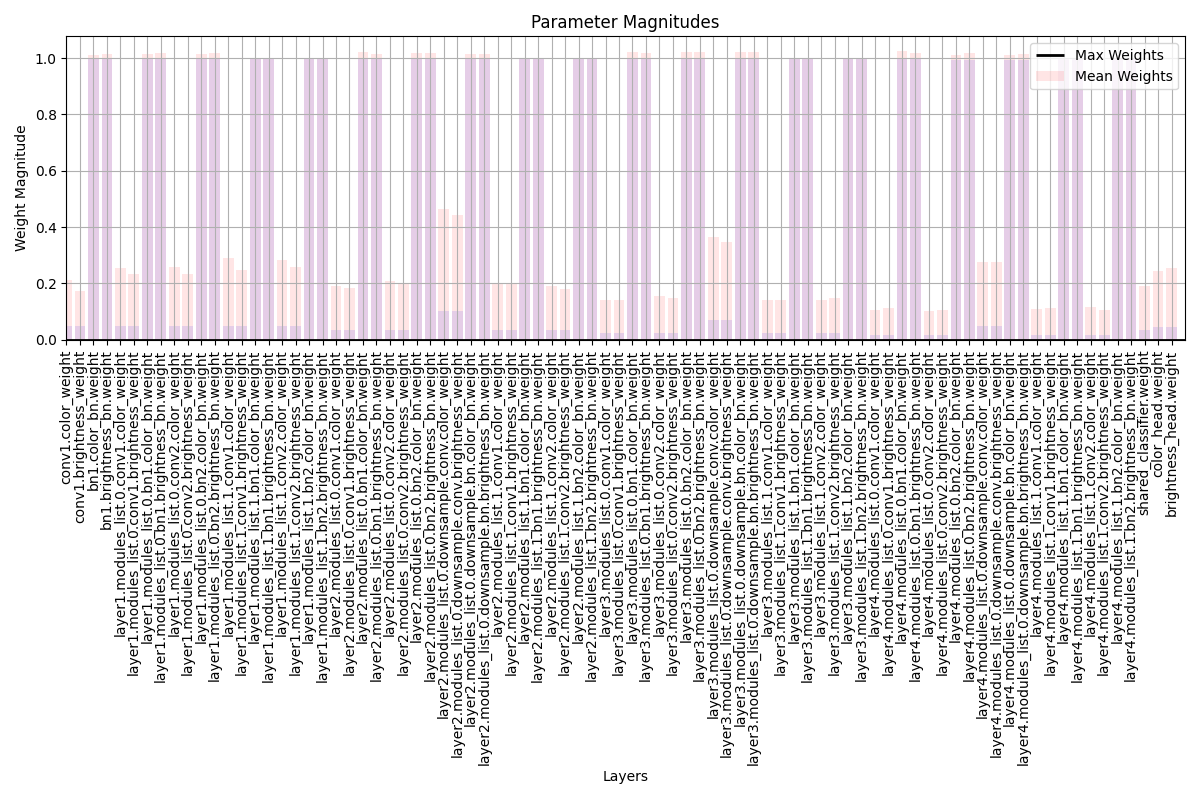 Parameter Magnitudes
Max Weights
Mean Weights
Weight Magnitude
1.0
0.8
0.6
0.4
0.2
0.0
conv1.color_weight
conv1.brightness_weight
bn1.color_bn.weight
bn1.brightness_bn.weight
layer1.modules_list.0.conv1.color_weight
layer1.modules_list.0.conv1.brightness_weight
layer1.modules_list.0.bn1.color_bn.weight
layer1.modules_list.0.bn1.brightness_bn.weight
layer1.modules_list.0.conv2.color_weight
layer1.modules_list.0.conv2.brightness_weight
layer1.modules_list.0.bn2.color_bn.weight
layer1.modules_list.0.bn2.brightness_bn.weight
layer1.modules_list.1.conv1.color_weight
layer1.modules_list.1.conv1.brightness_weight
layer1.modules_list.1.bn1.color_bn.weight
layer1.modules_list.1.bn1.brightness_bn.weight
layer1.modules_list.1.conv2.color_weight
layer1.modules_list.1.conv2.brightness_weight
layer1.modules_list.1.bn2.color_bn.weight
layer1.modules_list.1.bn2.brightness_bn.weight
layer2.modules_list.0.conv1.color_weight
layer2.modules_list.0.conv1.brightness_weight
layer2.modules_list.0.bn1.color_bn.weight
layer2.modules_list.0.bn1.brightness_bn.weight
layer2.modules_list.0.conv2.color_weight
layer2.modules_list.0.conv2.brightness_weight
layer2.modules_list.0.bn2.color_bn.weight
layer2.modules_list.0.bn2.brightness_bn.weight
layer2.modules_list.0.downsample.conv.color_weight
layer2.modules_list.0.downsample.conv.brightness_weight
layer2.modules_list.0.downsample.bn.color_bn.weight
layer2.modules_list.0.downsample.bn.brightness_bn.weight
layer2.modules_list.1.conv1.color_weight
layer2.modules_list.1.conv1.brightness_weight
layer2.modules_list.1.bn1.color_bn.weight
layer2.modules_list.1.bn1.brightness_bn.weight
layer2.modules_list.1.conv2.color_weight
layer2.modules_list.1.conv2.brightness_weight
layer2.modules_list.1.bn2.color_bn.weight
layer2.modules_list.1.bn2.brightness_bn.weight
layer3.modules_list.0.conv1.color_weight
layer3.modules_list.0.conv1.brightness_weight
layer3.modules_list.0.bn1.color_bn.weight
layer3.modules_list.0.bn1.brightness_bn.weight
layer3.modules_list.0.conv2.color_weight
layer3.modules_list.0.conv2.brightness_weight
layer3.modules_list.0.bn2.color_bn.weight
layer3.modules_list.0.bn2.brightness_bn.weight
layer3.modules_list.0.downsample.conv.color_weight
layer3.modules_list.0.downsample.conv.brightness_weight
layer3.modules_list.0.downsample.bn.color_bn.weight
layer3.modules_list.0.downsample.bn.brightness_bn.weight
layer3.modules_list.1.conv1.color_weight
layer3.modules_list.1.conv1.brightness_weight
layer3.modules_list.1.bn1.color_bn.weight
layer3.modules_list.1.bn1.brightness_bn.weight
layer3.modules_list.1.conv2.color_weight
layer3.modules_list.1.conv2.brightness_weight
layer3.modules_list.1.bn2.color_bn.weight
layer3.modules_list.1.bn2.brightness_bn.weight
layer4.modules_list.0.conv1.color_weight
layer4.modules_list.0.conv1.brightness_weight
layer4.modules_list.0.bn1.color_bn.weight
layer4.modules_list.0.bn1.brightness_bn.weight
layer4.modules_list.0.conv2.color_weight
layer4.modules_list.0.conv2.brightness_weight
layer4.modules_list.0.bn2.color_bn.weight
layer4.modules_list.0.bn2.brightness_bn.weight
layer4.modules_list.0.downsample.conv.color_weight
layer4.modules_list.0.downsample.conv.brightness_weight
layer4.modules_list.0.downsample.bn.color_bn.weight
layer4.modules_list.0.downsample.bn.brightness_bn.weight
layer4.modules_list.1.conv1.color_weight
layer4.modules_list.1.conv1.brightness_weight
layer4.modules_list.1.bn1.color_bn.weight
layer4.modules_list.1.bn1.brightness_bn.weight
layer4.modules_list.1.conv2.color_weight
layer4.modules_list.1.conv2.brightness_weight
layer4.modules_list.1.bn2.color_bn.weight
layer4.modules_list.1.bn2.brightness_bn.weight
shared_classifier.weight
color_head.weight
brightness_head.weight
Layers